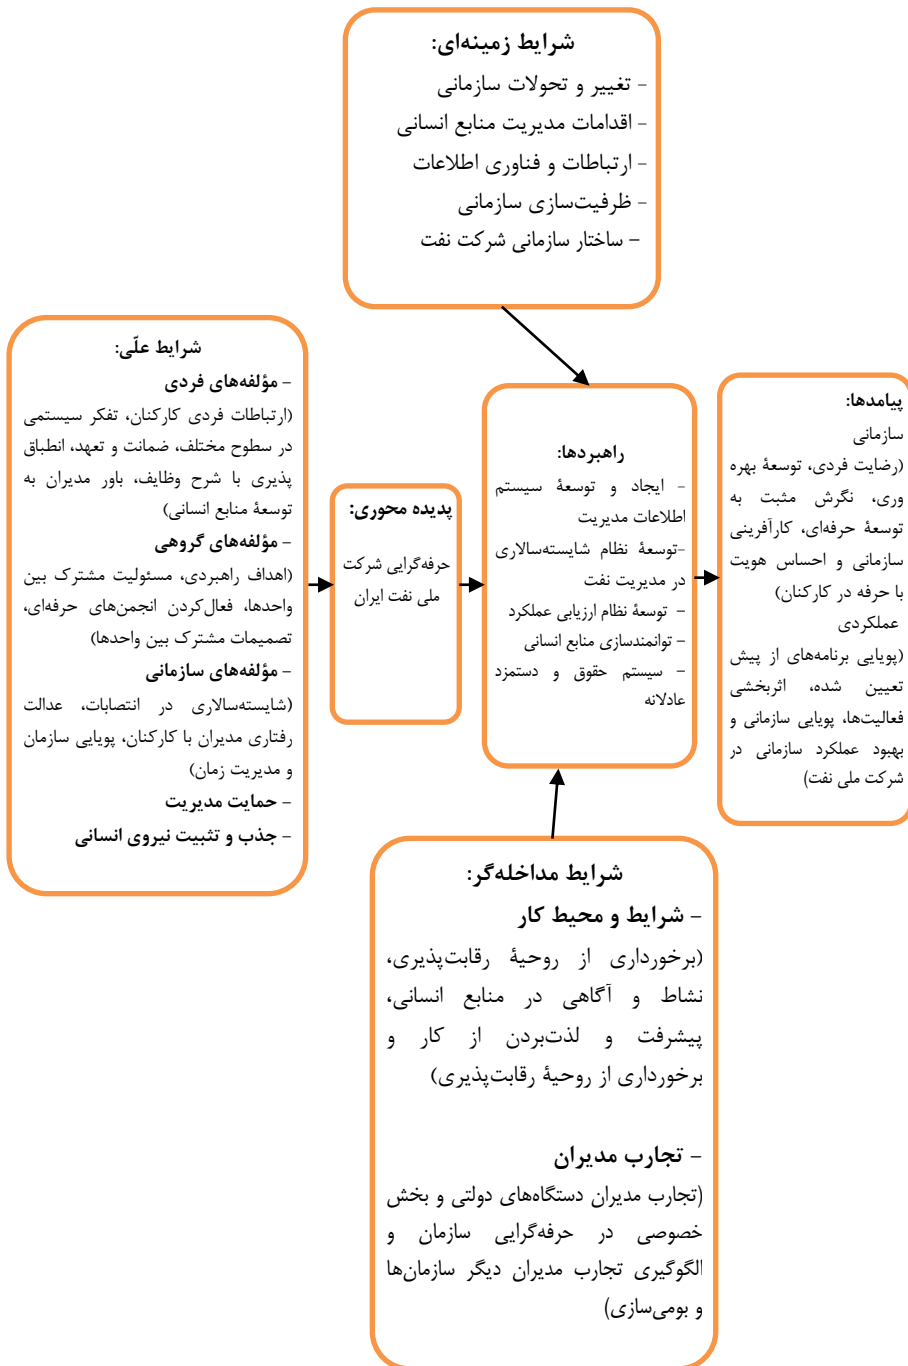 شرایط زمینه‌ای:
- تغییر و تحولات سازمانی
- اقدامات مدیریت منابع انسانی
- ارتباطات و فناوری اطلاعات
- ظرفیت‌سازی سازمانی
- ساختار سازمانی شرکت نفت
شرایط علّی:
- مؤلفه‌های فردی
(ارتباطات فردی کارکنان، تفکر سیستمی
در سطوح مختلف، ضمانت و تعهد، انطباق
پذیری با شرح وظایف، باور مدیران به
توسعۀ منابع انسانی)
- مؤلفه‌های گروهی
(اهداف راهبردی، مسئولیت مشترک بین
واحدها، فعال‌کردن انجمن‌های حرفه‌ای،
تصمیمات مشترک بین واحدها)
- مؤلفه‌های سازمانی
(شایسته‌سالاری در انتصابات، عدالت
رفتاری مدیران با کارکنان، پویایی سازمان
و مدیریت زمان)
- حمایت مدیریت
- جذب و تثبیت نیروی انسانی
پدیده محوری:
حرفه‌گرایی شرکت
ملی نفت ایران
راهبردها:
- ایجاد و توسعۀ سیستم
اطلاعات مدیریت
-توسعۀ نظام شایسته‌سالاری
در مدیریت نفت
- توسعۀ نظام ارزیابی عملکرد
- توانمندسازی منابع انسانی
- سیستم حقوق و دستمزد
عادلانه
پیامدها:
سازمانی
(رضایت فردی، توسعۀ بهره
وری، نگرش مثبت به
توسعۀ حرفه‌ای، کارآفرینی
سازمانی و احساس هویت
با حرفه در کارکنان)
عملکردی
(پویایی برنامه‌های از پیش
تعیین شده، اثربخشی
فعالیت‌ها، پویایی سازمانی و
بهبود عملکرد سازمانی در
شرکت ملی نفت)
شرایط مداخله‌گر:
- شرایط و محیط کار
(برخورداری از روحیۀ رقابت‌پذیری،
نشاط و آگاهی در منابع انسانی،
پیشرفت و لذت‌بردن از کار و
برخورداری از روحیۀ رقابت‌پذیری)
- تجارب مدیران
(تجارب مدیران دستگاه‌های دولتی و بخش
خصوصی در حرفه‌گرایی سازمان و
الگوگیری تجارب مدیران دیگر سازمان‌ها
و بومی‌سازی)